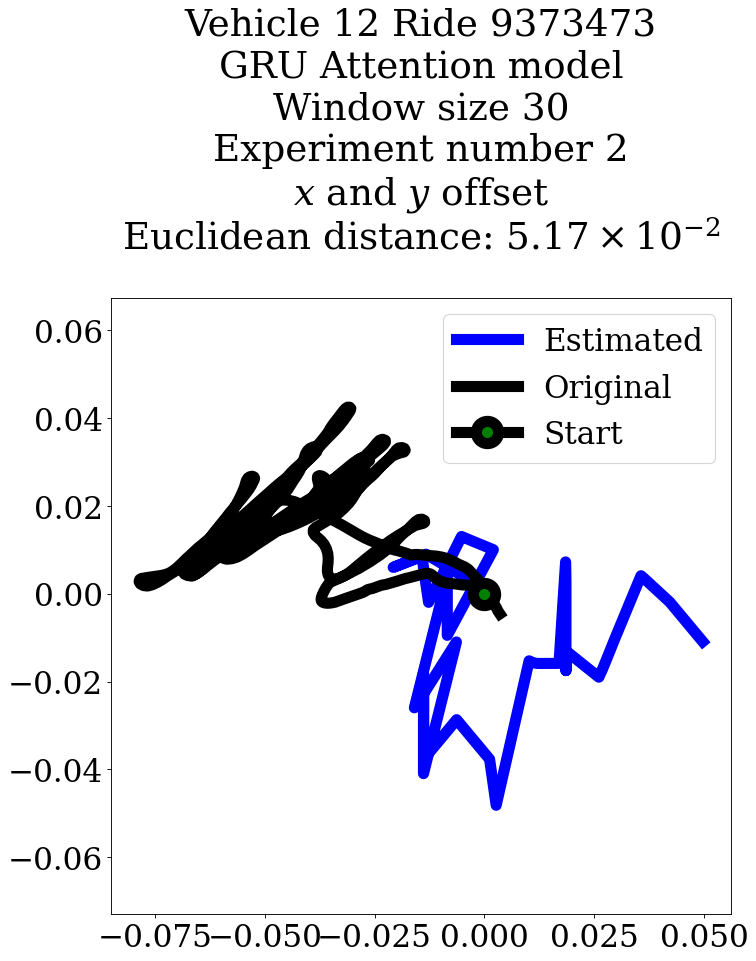 Vehicle 12 Ride 9373473
GRU Attention model
Window size 30
Experiment number 2
x and y offset
Euclidean distance: 5.17 × 10⁻²
Estimated
Original
Start
0.06
0.04
0.02
0.00
−0.02
−0.04
−0.06
−0.075 −0.050 −0.025 0.000 0.025 0.050